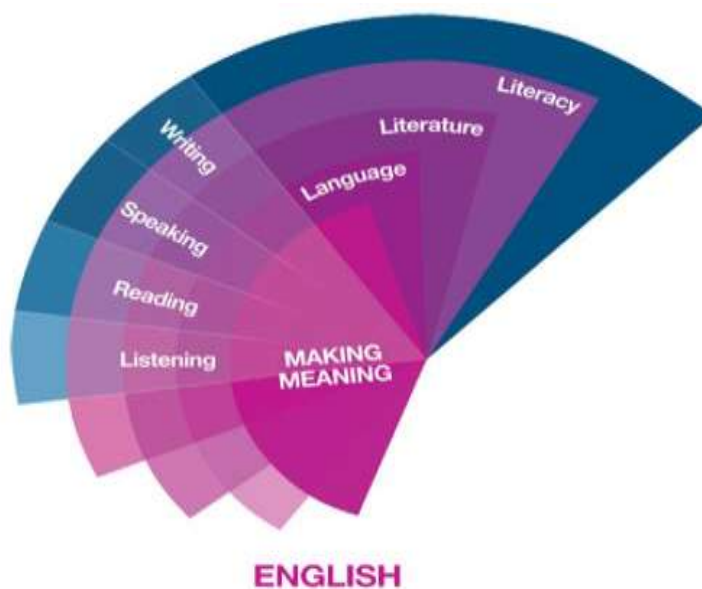 Literacy
Literature
Language
Writing
Speaking
Reading
Listening
MAKING
MEANING
ENGLISH